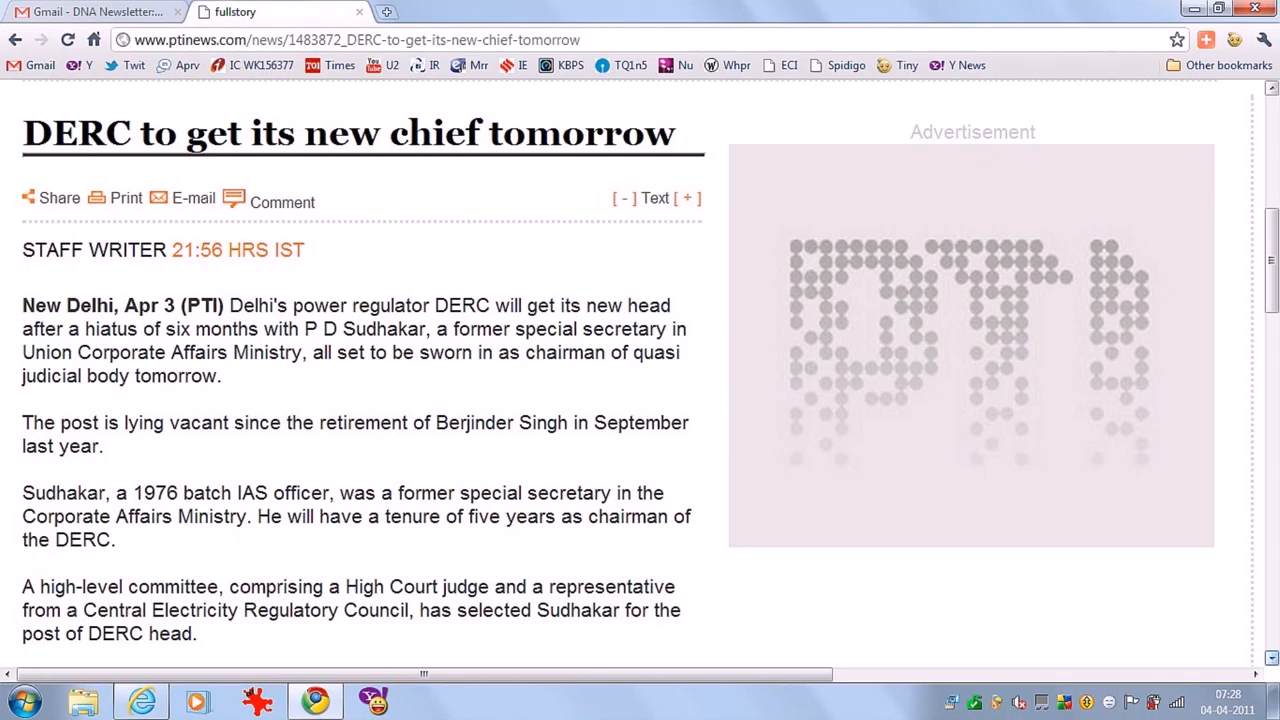 Gmail - DNA Newsletter:...
fullstory
www.ptinews.com/news/1483872_DERC-to-get-its-new-chief-tomorrow
Gmail Y! Y Twit Aprv IC WK156377 TOI Times You Tube U2 IR Mrr IE KBPS TQ1n5 Nu W Whpr ECI Spidigo Tiny Y! Y News Other bookmarks
DERC to get its new chief tomorrow
Advertisement
Share Print E-mail Comment [ - ] Text [ + ]
STAFF WRITER 21:56 HRS IST
New Delhi, Apr 3 (PTI) Delhi's power regulator DERC will get its new head
after a hiatus of six months with P D Sudhakar, a former special secretary in
Union Corporate Affairs Ministry, all set to be sworn in as chairman of quasi
judicial body tomorrow.
The post is lying vacant since the retirement of Berjinder Singh in September
last year.
Sudhakar, a 1976 batch IAS officer, was a former special secretary in the
Corporate Affairs Ministry. He will have a tenure of five years as chairman of
the DERC.
A high-level committee, comprising a High Court judge and a representative
from a Central Electricity Regulatory Council, has selected Sudhakar for the
post of DERC head.
PTI
07:28
04-04-2011